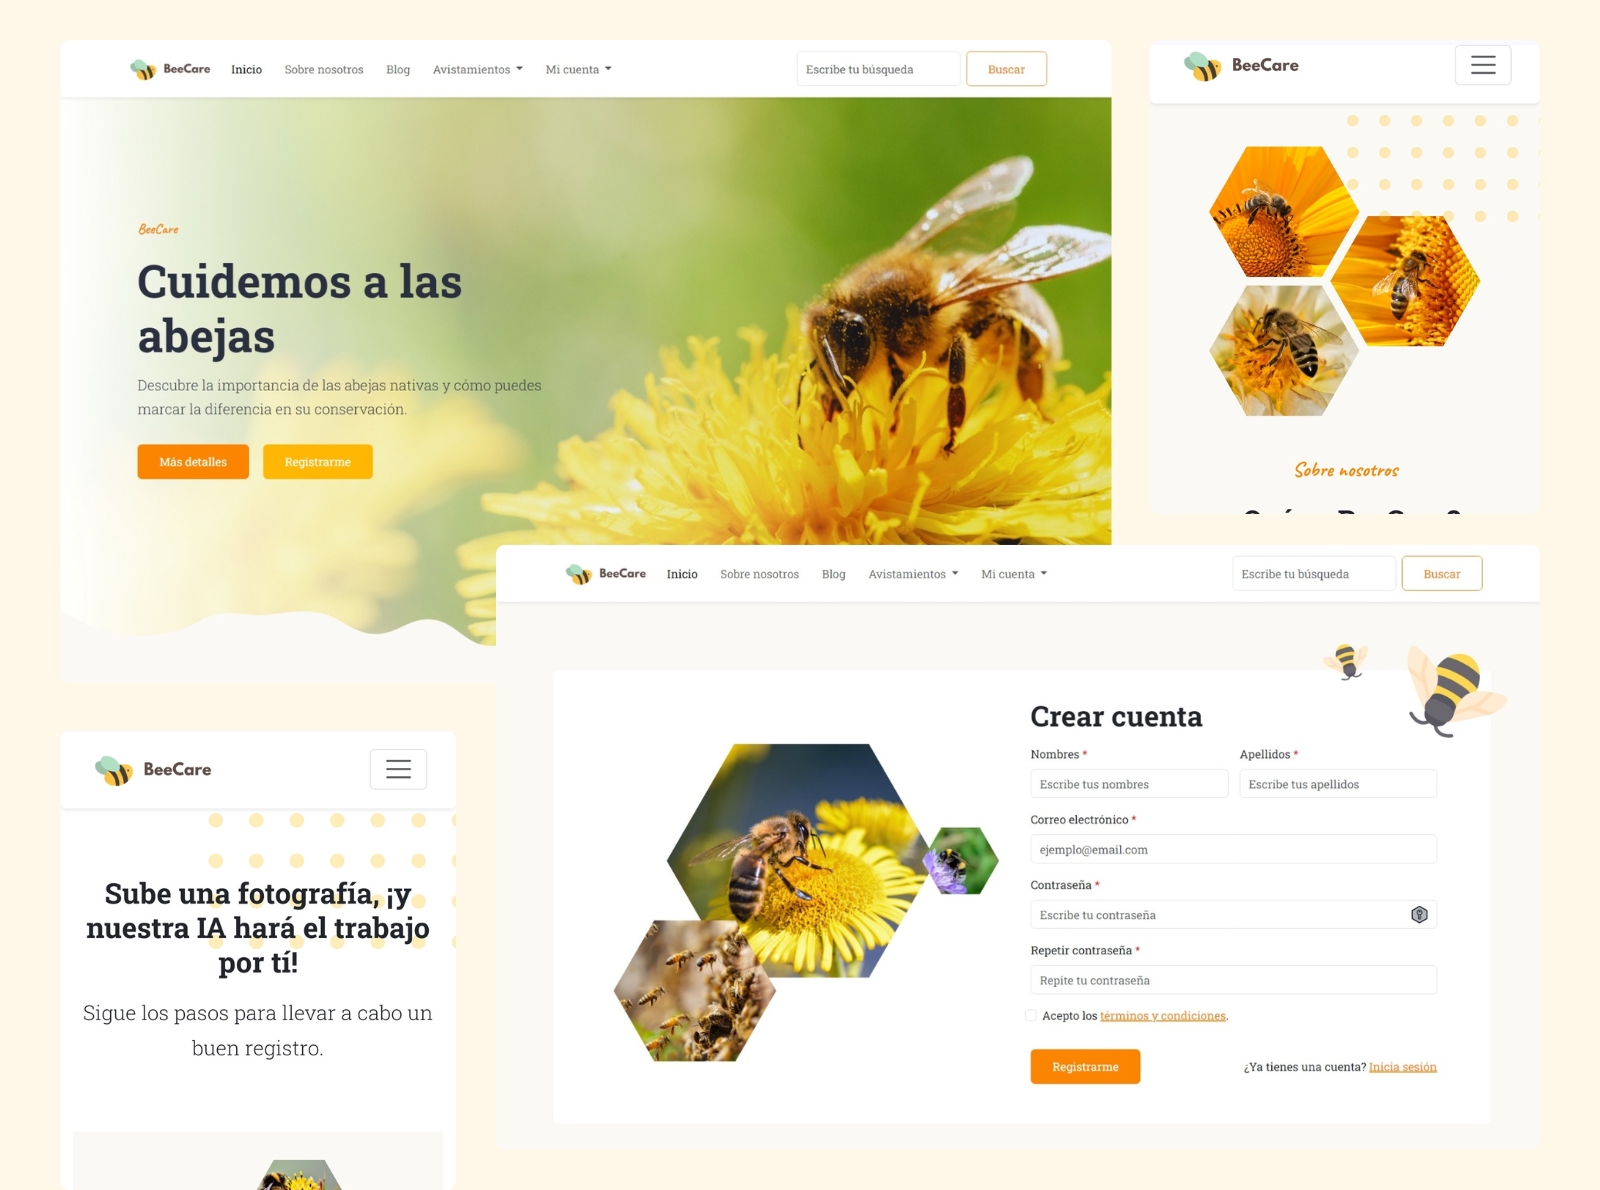 BeeCare Inicio Sobre nosotros Blog Avistamientos Mi cuenta Escribe tu búsqueda Buscar
BeeCare
Cuidemos a las
abejas
Descubre la importancia de las abejas nativas y cómo puedes
marcar la diferencia en su conservación.
Más detalles Registrarme
BeeCare
Sobre nosotros
BeeCare Inicio Sobre nosotros Blog Avistamientos Mi cuenta Escribe tu búsqueda Buscar
Crear cuenta
Nombres * Apellidos *
Escribe tus nombres Escribe tus apellidos
Correo electrónico *
ejemplo@email.com
Contraseña *
Escribe tu contraseña
Repetir contraseña *
Repite tu contraseña
Acepto los términos y condiciones.
Registrarme ¿Ya tienes una cuenta? Inicia sesión
BeeCare
Sube una fotografía, ¡y
nuestra IA hará el trabajo
por tí!
Sigue los pasos para llevar a cabo un
buen registro.